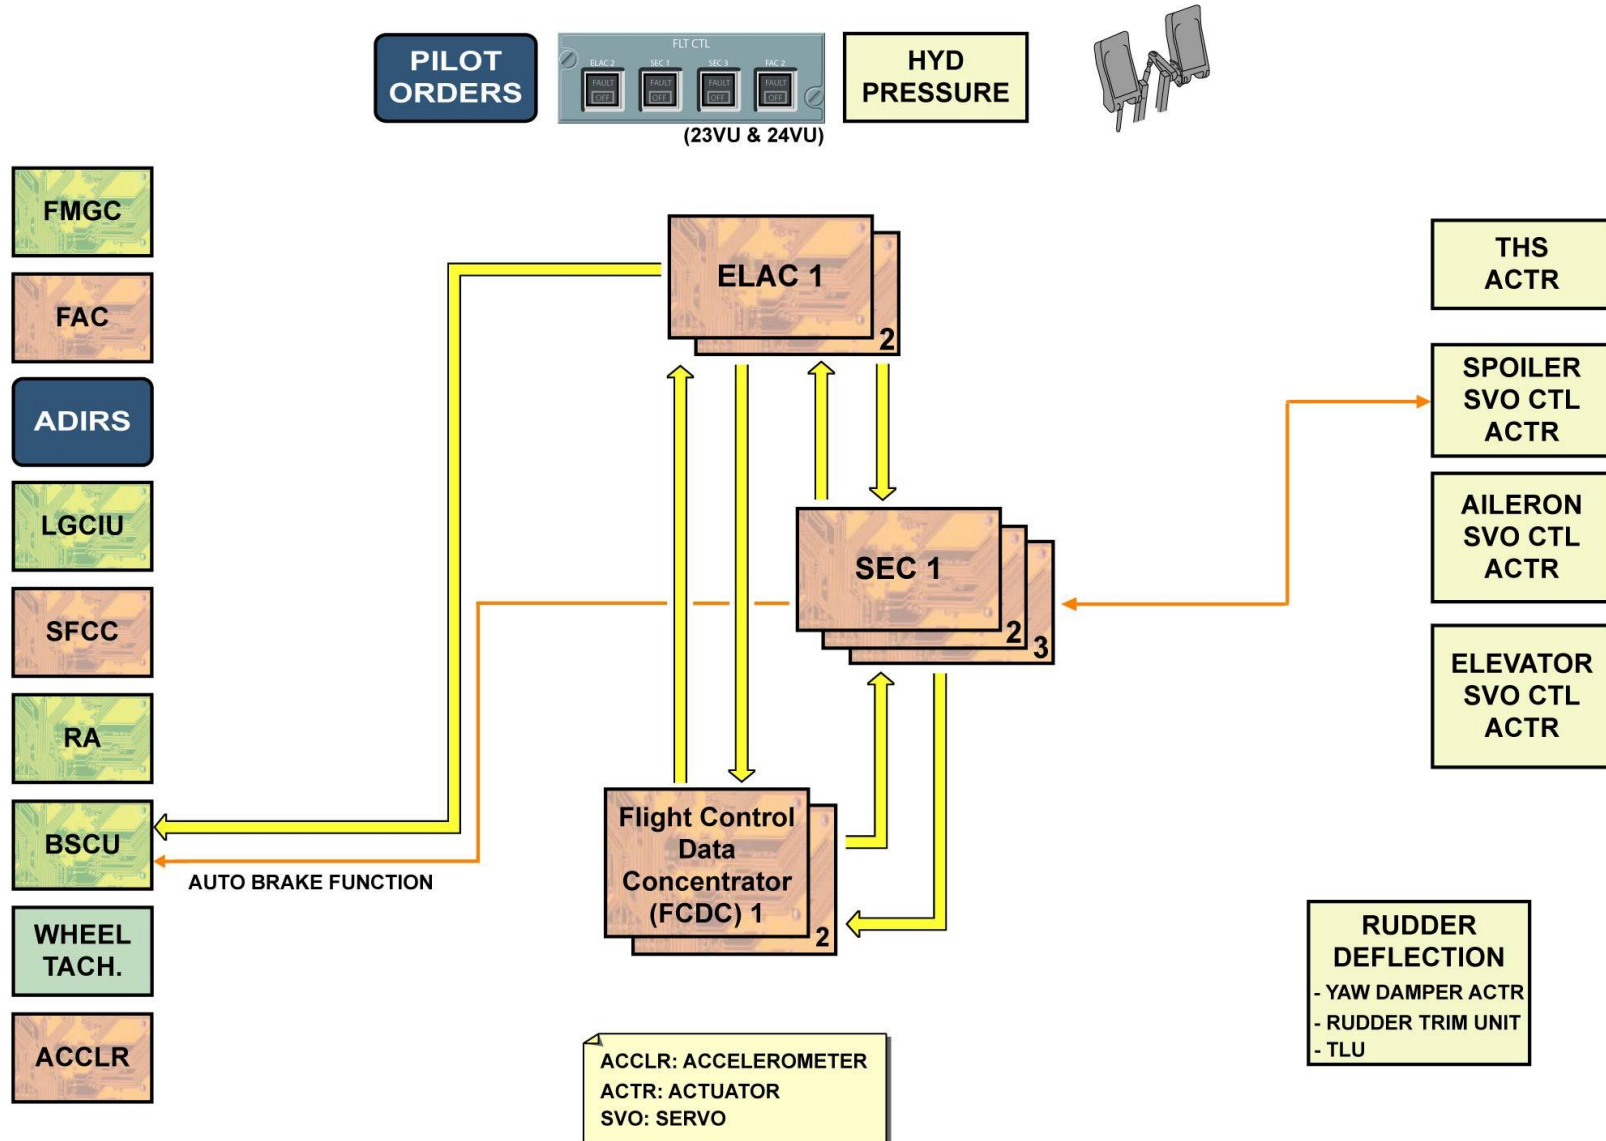 PILOT
ORDERS
FLT CTL
ELAC 2 SEC 1 SEC 3 FAC 2
FAULT FAULT FAULT FAULT
OFF OFF OFF OFF
(23VU & 24VU)
HYD
PRESSURE
FMGC
FAC
ADIRS
LGCIU
SFCC
RA
BSCU
WHEEL
TACH.
ACCLR
AUTO BRAKE FUNCTION
ELAC 1
2
SEC 1
2
3
Flight Control
Data
Concentrator
(FCDC) 1
2
THS
ACTR
SPOILER
SVO CTL
ACTR
AILERON
SVO CTL
ACTR
ELEVATOR
SVO CTL
ACTR
RUDDER
DEFLECTION
- YAW DAMPER ACTR
- RUDDER TRIM UNIT
- TLU
ACCLR: ACCELEROMETER
ACTR: ACTUATOR
SVO: SERVO